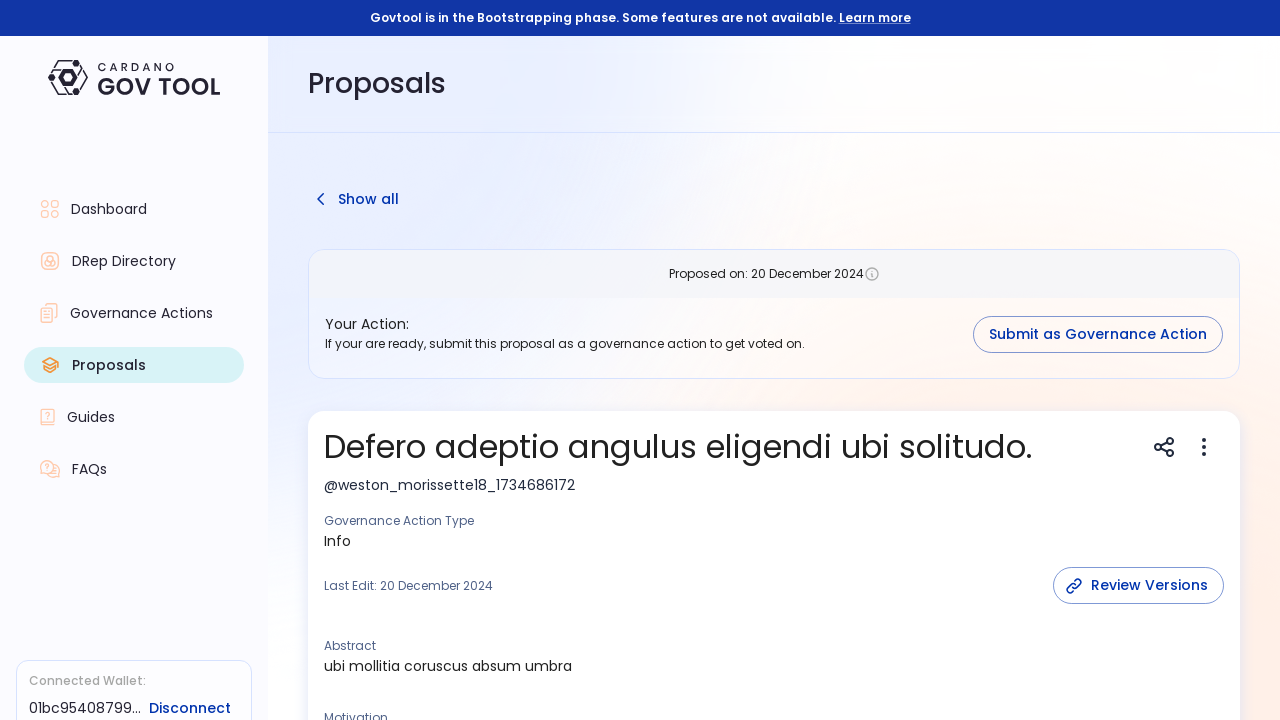 Govtool is in the Bootstrapping phase. Some features are not available. Learn more
CARDANO
GOV TOOL
Dashboard
DRep Directory
Governance Actions
Proposals
Guides
FAQs
Connected Wallet:
01bc95408799... Disconnect
Proposals
Show all
Proposed on: 20 December 2024
Your Action:
If your are ready, submit this proposal as a governance action to get voted on.
Submit as Governance Action
Defero adeptio angulus eligendi ubi solitudo.
@weston_morissette18_1734686172
Governance Action Type
Info
Last Edit: 20 December 2024
Review Versions
Abstract
ubi mollitia coruscus absum umbra
Motivation